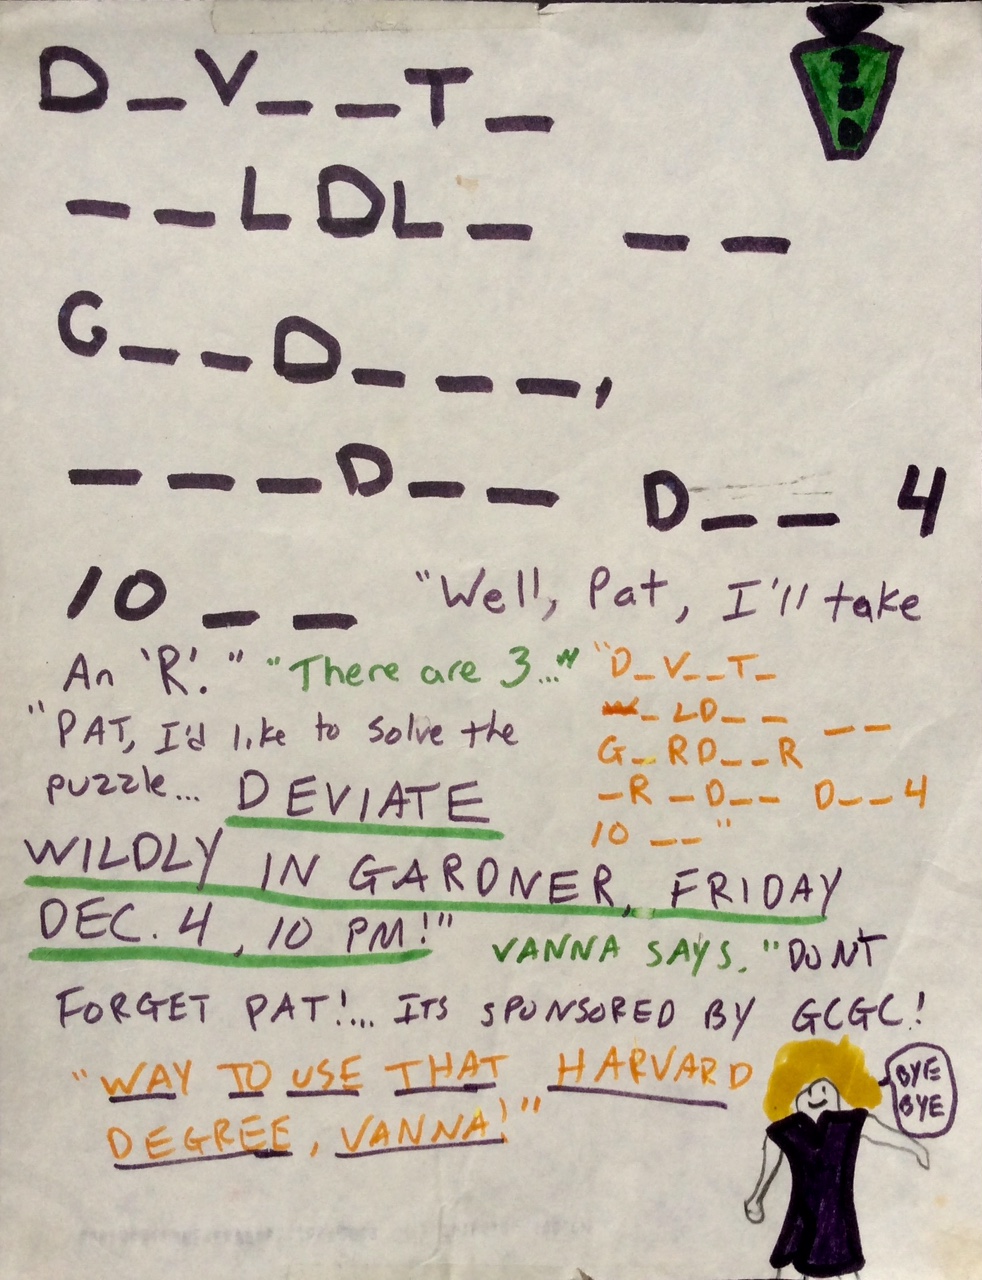 D_V__T_
__LDL_ __
G__D___,
___D__ D__ 4
10 __ "Well, Pat, I'll take
An 'R'." "There are 3..."
"PAT, I'd like to solve the
puzzle... DEVIATE
"D_V__T_
_LD__ __
G_RD__R
_R_D__ D__4
10 __"
WILDLY IN GARDNER, FRIDAY
DEC. 4, 10 PM!" VANNA SAYS, "DONT
FORGET PAT!... ITS SPONSORED BY GCGC!
"WAY TO USE THAT HARVARD
DEGREE, VANNA!"
BYE
BYE